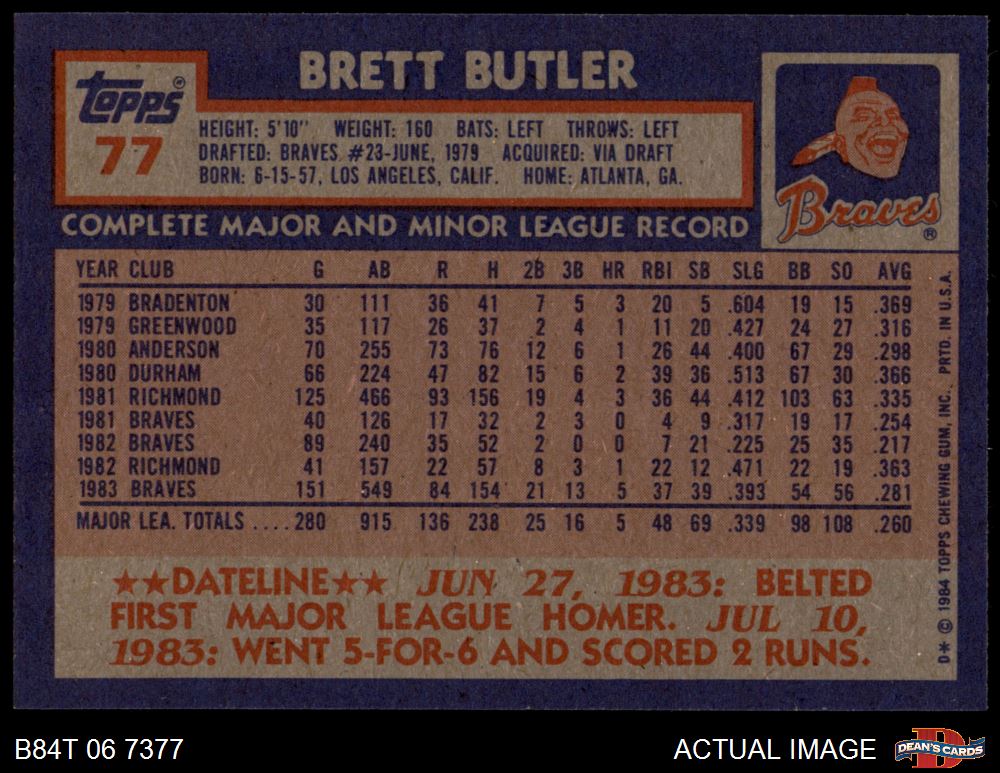 BRETT BUTLER
Topps®
77
HEIGHT: 5'10" WEIGHT: 160 BATS: LEFT THROWS: LEFT
DRAFTED: BRAVES #23-JUNE, 1979 ACQUIRED: VIA DRAFT
BORN: 6-15-57, LOS ANGELES, CALIF. HOME: ATLANTA, GA.
Braves®
COMPLETE MAJOR AND MINOR LEAGUE RECORD
YEAR CLUB G AB R H 2B 3B HR RBI SB SLG BB SO AVG
1979 BRADENTON 30 111 36 41 7 5 3 20 5 .604 19 15 .369
1979 GREENWOOD 35 117 26 37 2 4 1 11 20 .427 24 27 .316
1980 ANDERSON 70 255 73 76 12 6 1 26 44 .400 67 29 .298
1980 DURHAM 66 224 47 82 15 6 2 39 36 .513 67 30 .366
1981 RICHMOND 125 466 93 156 19 4 3 36 44 .412 103 63 .335
1981 BRAVES 40 126 17 32 2 3 0 4 9 .317 19 17 .254
1982 BRAVES 89 240 35 52 2 0 0 7 21 .225 25 35 .217
1982 RICHMOND 41 157 22 57 8 3 1 22 12 .471 22 19 .363
1983 BRAVES 151 549 84 154 21 13 5 37 39 .393 54 56 .281
MAJOR LEA. TOTALS ....280 915 136 238 25 16 5 48 69 .339 98 108 .260
★★DATELINE★★ JUN 27, 1983: BELTED
FIRST MAJOR LEAGUE HOMER. JUL 10,
1983: WENT 5-FOR-6 AND SCORED 2 RUNS.
D* © 1984 TOPPS CHEWING GUM, INC. PRTD. IN U.S.A.
B84T 06 7377
ACTUAL IMAGE
D
DEAN'S CARDS